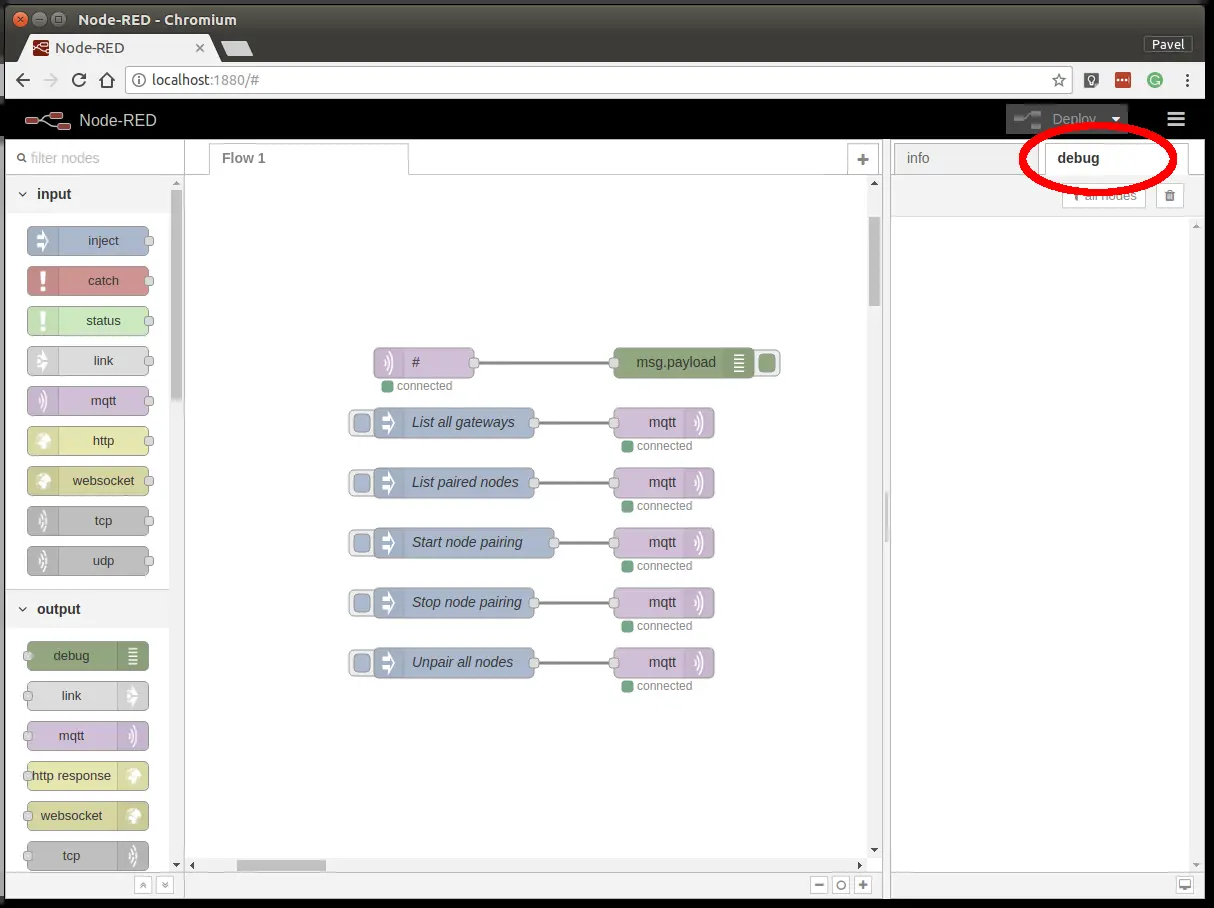 Node-RED - Chromium
Node-RED
Pavel
localhost:1880/#
Node-RED
Deploy
filter nodes
Flow 1
info
debug
all nodes
input
inject
catch
status
link
mqtt
http
websocket
tcp
udp
output
debug
link
mqtt
http response
websocket
tcp
#
connected
msg.payload
List all gateways
mqtt
connected
List paired nodes
mqtt
connected
Start node pairing
mqtt
connected
Stop node pairing
mqtt
connected
Unpair all nodes
mqtt
connected